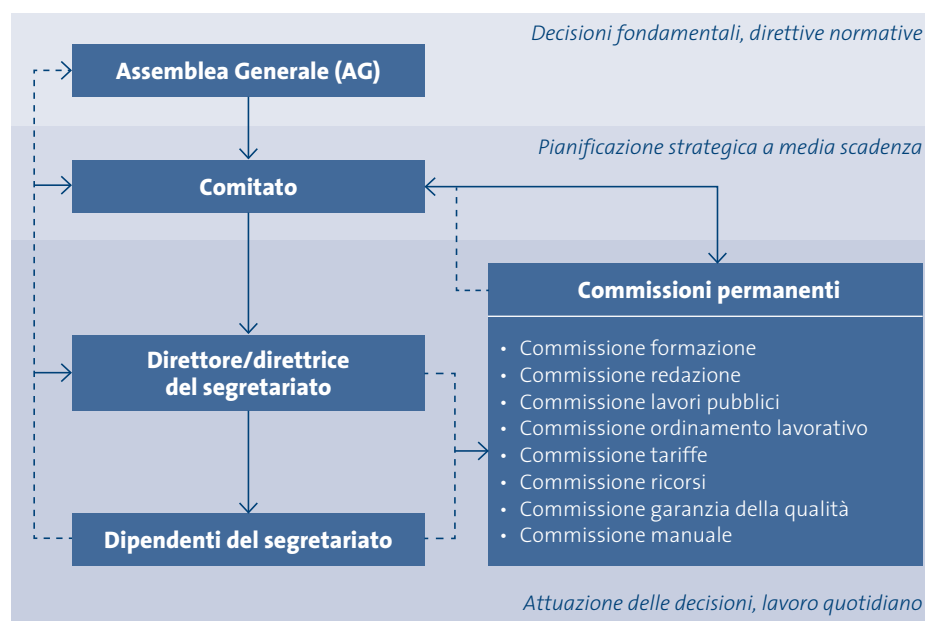 Decisioni fondamentali, direttive normative
Assemblea Generale (AG)
Pianificazione strategica a media scadenza
Comitato
Commissioni permanenti
Direttore/direttrice
del segretariato
• Commissione formazione
• Commissione redazione
• Commissione lavori pubblici
• Commissione ordinamento lavorativo
• Commissione tariffe
• Commissione ricorsi
• Commissione garanzia della qualità
• Commissione manuale
Dipendenti del segretariato
Attuazione delle decisioni, lavoro quotidiano